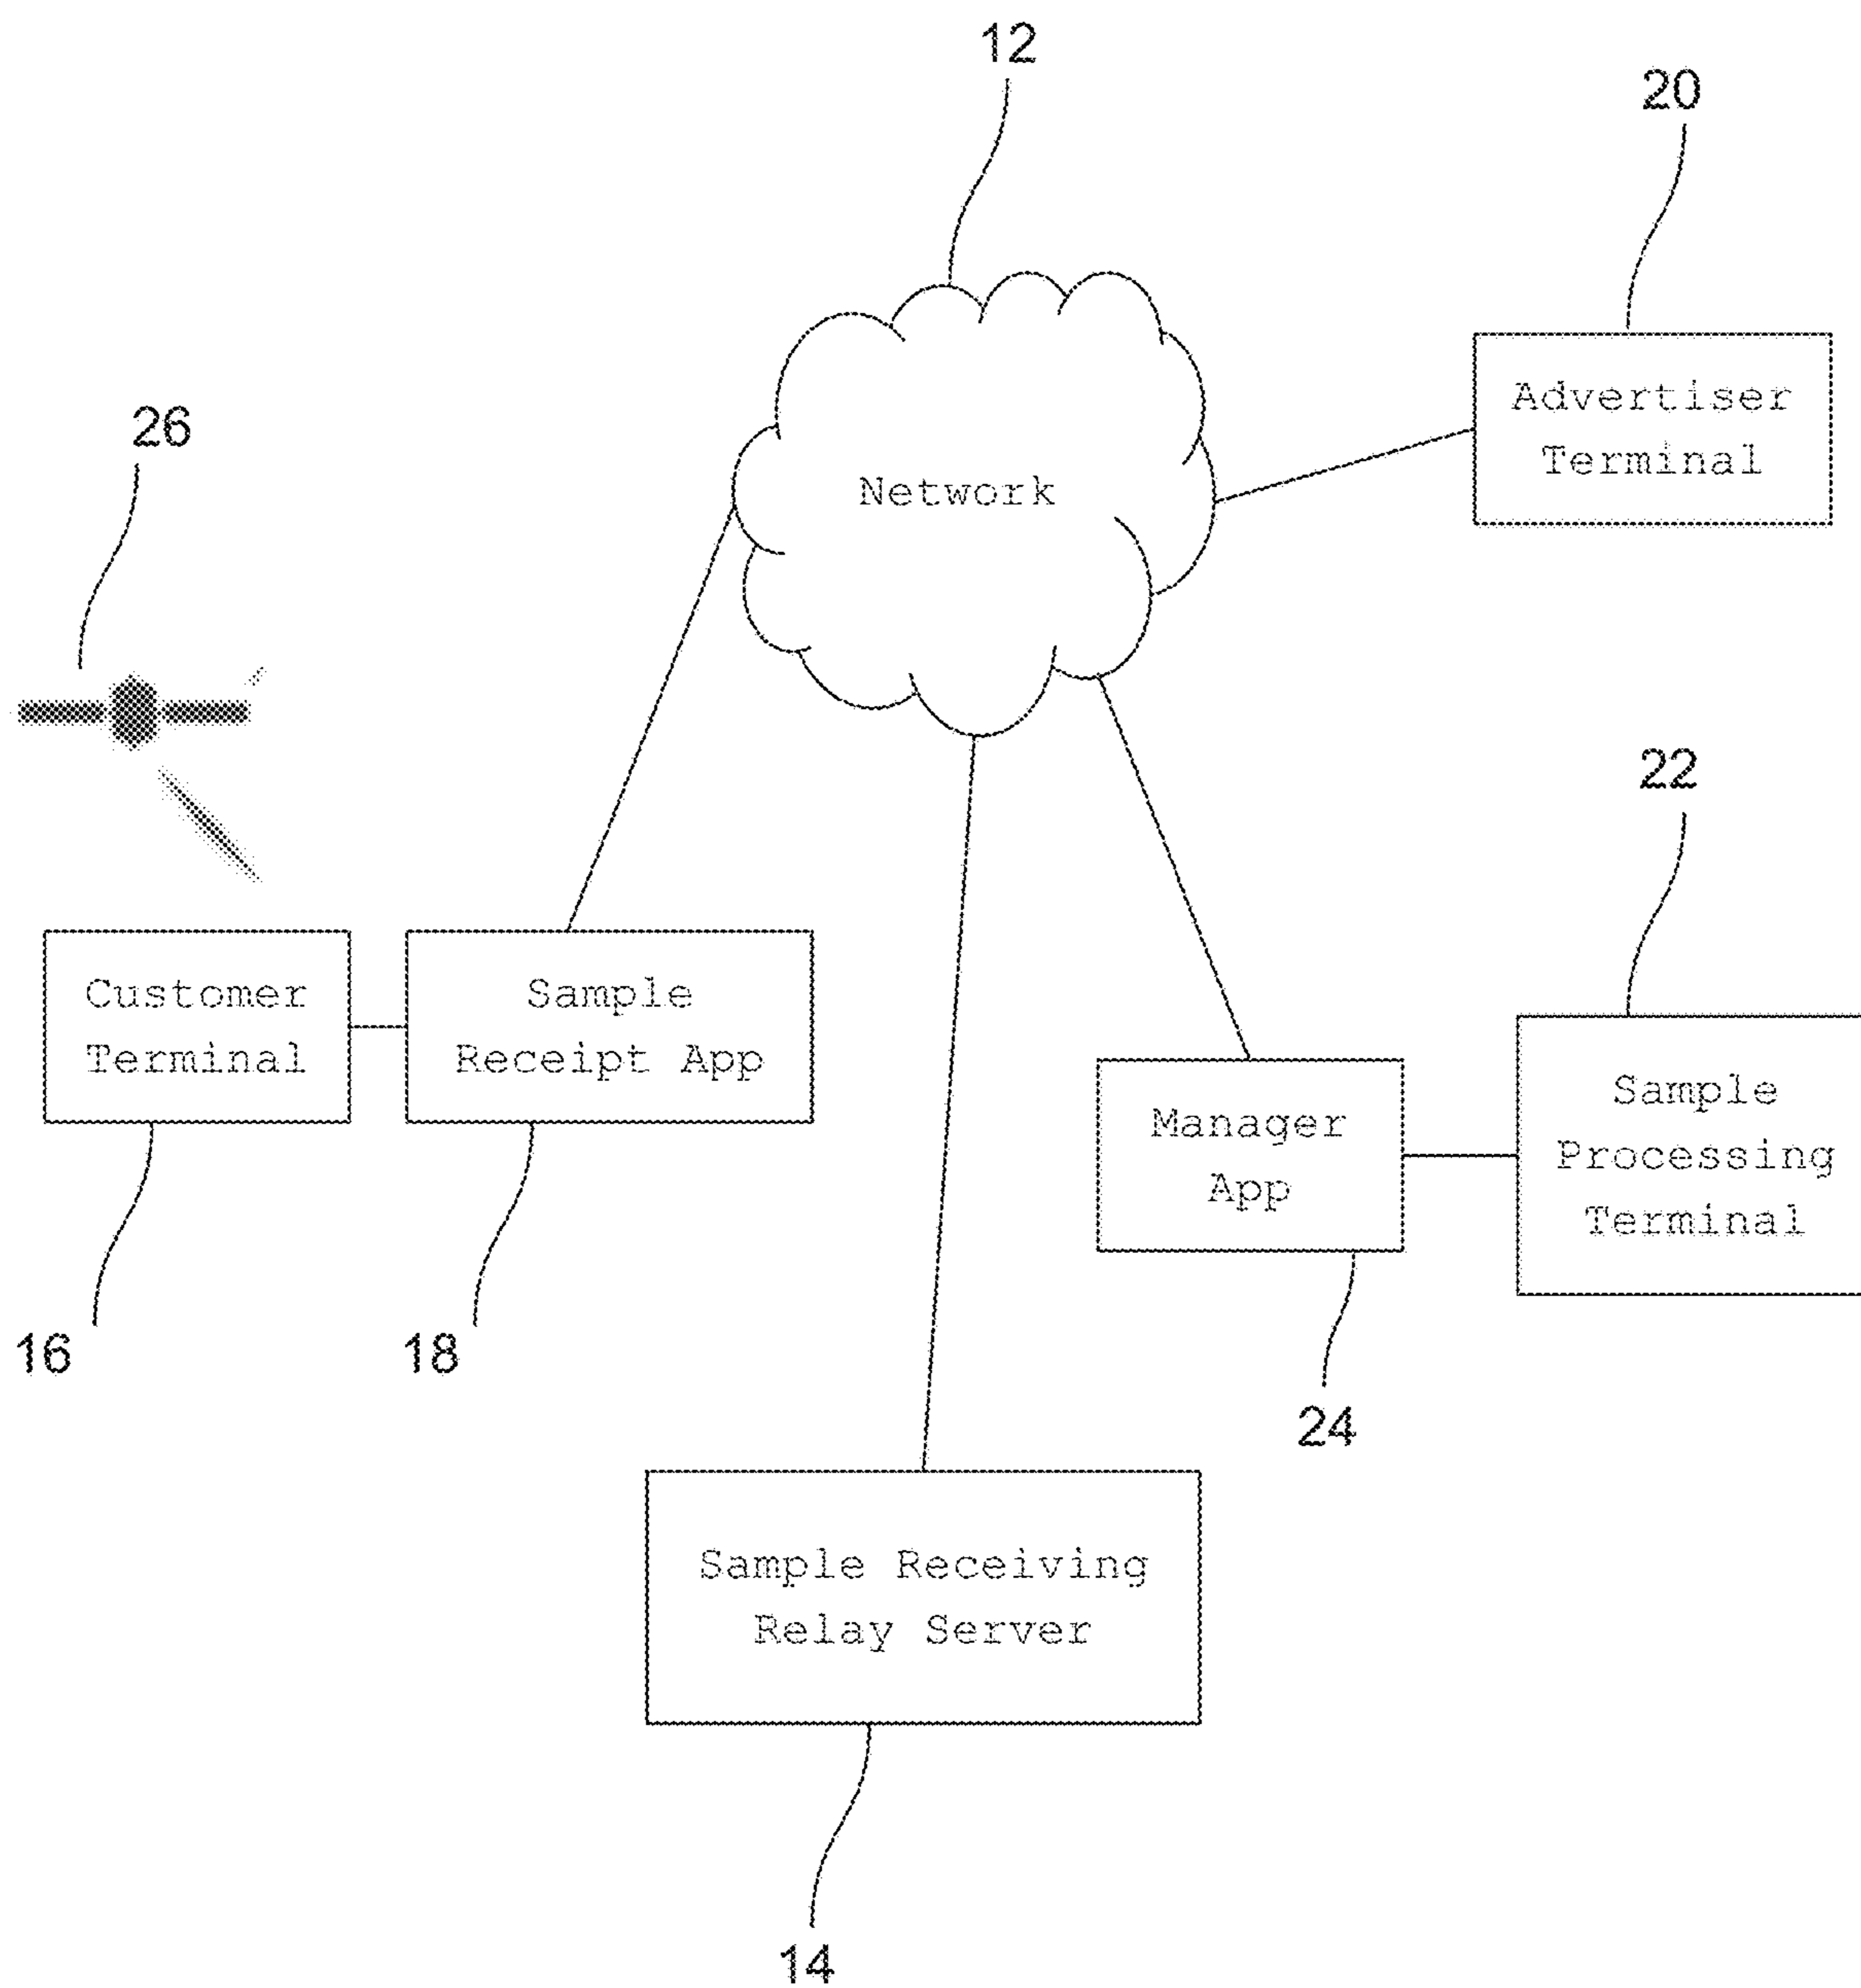 12
20
26
Advertiser
Terminal
Network
22
Customer
Terminal
Sample
Receipt App
Manager
App
Sample
Processing
Terminal
16
18
24
Sample Receiving
Relay Server
14